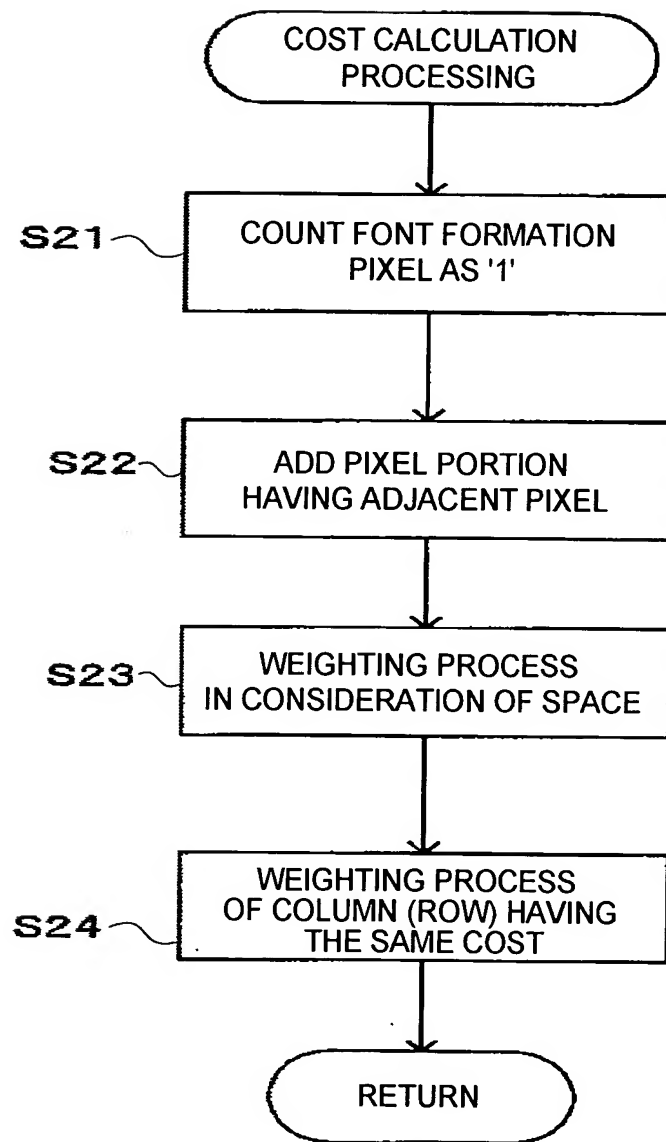 COST CALCULATION
PROCESSING
S21
COUNT FONT FORMATION
PIXEL AS '1'
S22
ADD PIXEL PORTION
HAVING ADJACENT PIXEL
S23
WEIGHTING PROCESS
IN CONSIDERATION OF SPACE
S24
WEIGHTING PROCESS
OF COLUMN (ROW) HAVING
THE SAME COST
RETURN